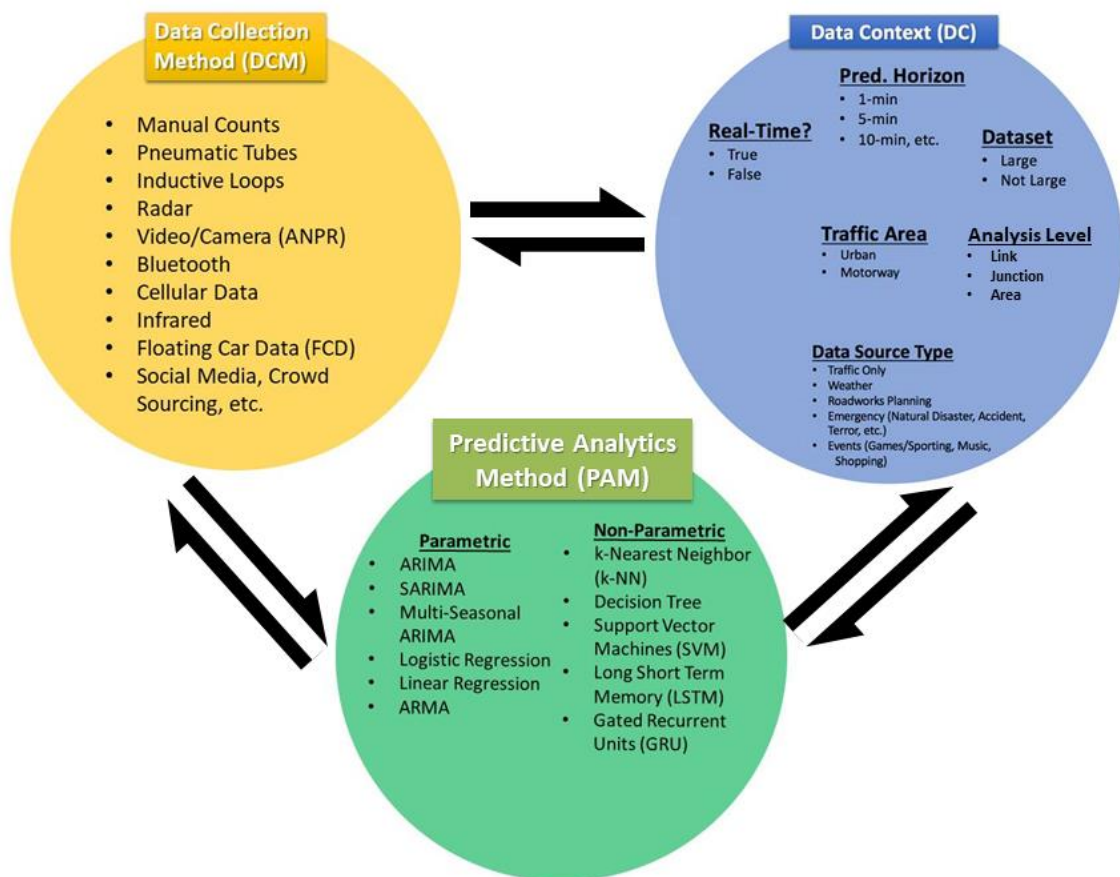 Data Collection
Method (DCM)
• Manual Counts
• Pneumatic Tubes
• Inductive Loops
• Radar
• Video/Camera (ANPR)
• Bluetooth
• Cellular Data
• Infrared
• Floating Car Data (FCD)
• Social Media, Crowd
Sourcing, etc.
Data Context (DC)
Pred. Horizon
• 1-min
• 5-min
• 10-min, etc.
Real-Time?
• True
• False
Dataset
• Large
• Not Large
Traffic Area
• Urban
• Motorway
Analysis Level
• Link
• Junction
• Area
Data Source Type
• Traffic Only
• Weather
• Roadworks Planning
• Emergency (Natural Disaster, Accident,
Terror, etc.)
• Events (Games/Sporting, Music,
Shopping)
Predictive Analytics
Method (PAM)
Parametric
• ARIMA
• SARIMA
• Multi-Seasonal
ARIMA
• Logistic Regression
• Linear Regression
• ARMA
Non-Parametric
• k-Nearest Neighbor
(k-NN)
• Decision Tree
• Support Vector
Machines (SVM)
• Long Short Term
Memory (LSTM)
• Gated Recurrent
Units (GRU)